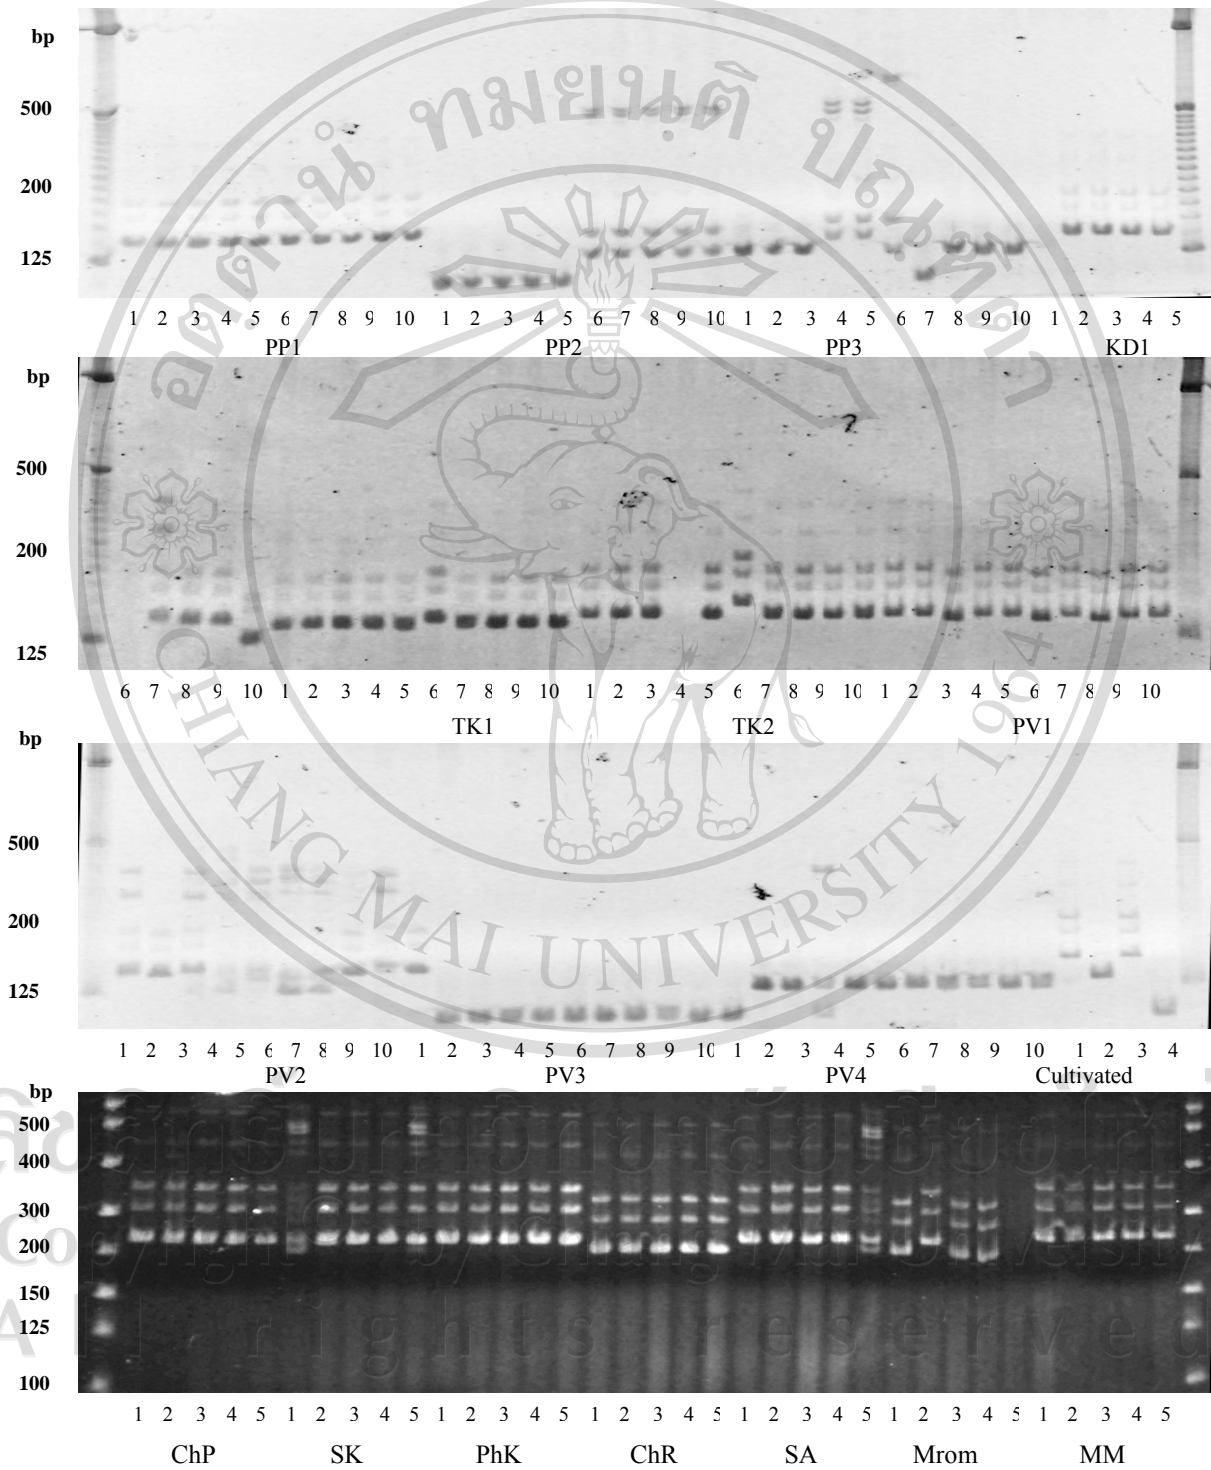 bp
500
200
125
1 2 3 4 5 6 7 8 9 10 1 2 3 4 5 6 7 8 9 10 1 2 3 4 5 6 7 8 9 10 1 2 3 4 5
PP1 PP2 PP3 KD1
bp
500
200
125
6 7 8 9 10 1 2 3 4 5 6 7 8 9 10 1 2 3 4 5 6 7 8 9 10 1 2 3 4 5 6 7 8 9 10
TK1 TK2 PV1
bp
500
200
125
1 2 3 4 5 6 7 8 9 10 1 2 3 4 5 6 7 8 9 10 1 2 3 4 5 6 7 8 9 10 1 2 3 4
PV2 PV3 PV4 Cultivated
bp
500
400
300
200
150
125
100
1 2 3 4 5 1 2 3 4 5 1 2 3 4 5 1 2 3 4 5 1 2 3 4 5 1 2 3 4 5 1 2 3 4 5
ChP SK PhK ChR SA Mrom MM
CHIANG MAI UNIVERSITY 1964
All rights reserved